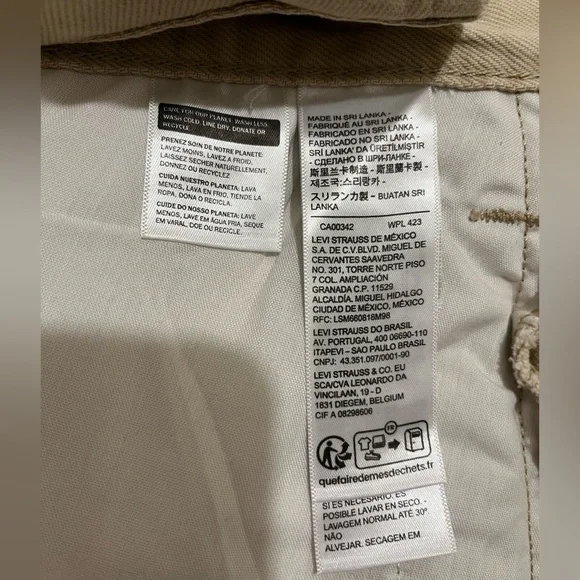 CARE FOR OUR PLANET: WASH LESS,
WASH COLD, LINE DRY, DONATE OR
RECYCLE
PRENEZ SOIN DE NOTRE PLANETE:
LAVEZ MOINS, LAVEZ A FROID,
LAISSEZ SECHER NATURELLEMENT,
DONNEZ OU RECYCLEZ
CUIDA NUESTRO PLANETA: LAVA
MENOS, LAVA EN FRIO, TIENDE LA
ROPA, DONA O RECICLA.
CUIDE DO NOSSO PLANETA: LAVE
MENOS, LAVE EM ÁGUA FRIA, SEQUE
EM VARAL, DOE OU RECICLE.
MADE IN SRI LANKA -
FABRIQUÉ AU SRI LANKA -
FABRICADO EN SRI LANKA -
FABRICADO NO SRI LANKA -
SRİ LANKA' DA ÜRETİLMİŞTİR
- СДЕЛАНО В ШРИ-ЛАНКЕ -
斯里兰卡制造 - 斯里蘭卡製造 -
제조국:스리랑카 -
スリランカ製 - BUATAN SRI
LANKA
CA00342 WPL 423
LEVI STRAUSS DE MÉXICO
S.A. DE C.V.BLVD. MIGUEL DE
CERVANTES SAAVEDRA
NO. 301, TORRE NORTE PISO
7 COL. AMPLIACIÓN
GRANADA C.P. 11529
ALCALDÍA. MIGUEL HIDALGO
CIUDAD DE MÉXICO, MÉXICO
RFC: LSM660818M98
LEVI STRAUSS DO BRASIL
AV. PORTUGAL, 400 06690-110
ITAPEVI – SAO PAULO BRASIL
CNPJ: 43.351.097/0001-90
LEVI STRAUSS & CO. EU
SCA/CVA LEONARDO DA
VINCILAAN, 19 - D
1831 DIEGEM, BELGIUM
CIF A 08298606
FR
quefairedemesdechets.fr
SI ES NECESARIO. ES
POSIBLE LAVAR EN SECO. -
LAVAGEM NORMAL ATÉ 30º
NÃO
ALVEJAR. SECAGEM EM